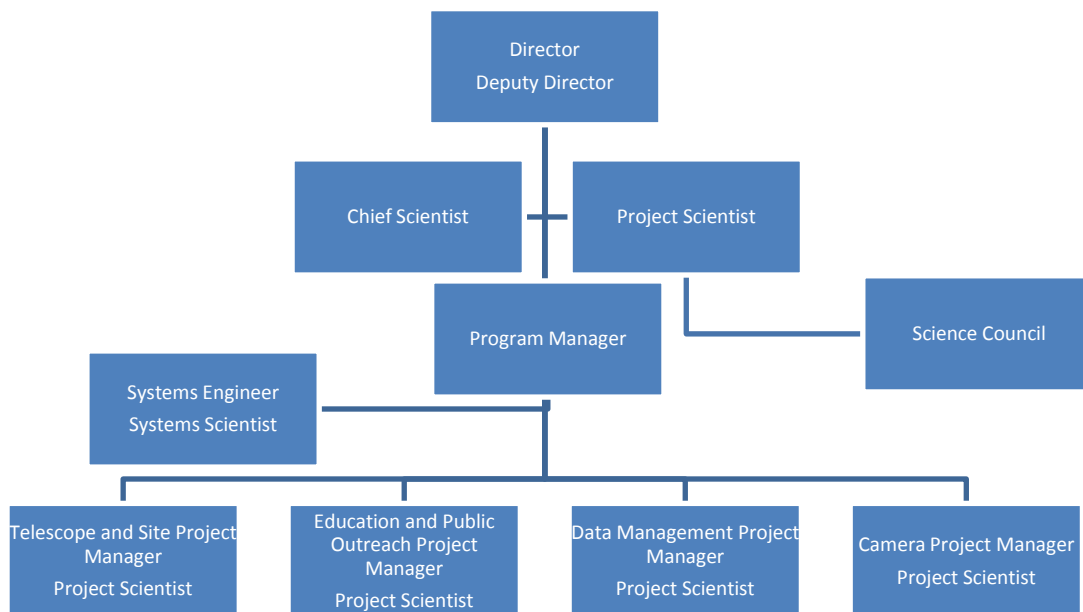 Director
Deputy Director
Chief Scientist
Project Scientist
Program Manager
Science Council
Systems Engineer
Systems Scientist
Telescope and Site Project
Manager
Project Scientist
Education and Public
Outreach Project
Manager
Project Scientist
Data Management Project
Manager
Project Scientist
Camera Project Manager
Project Scientist